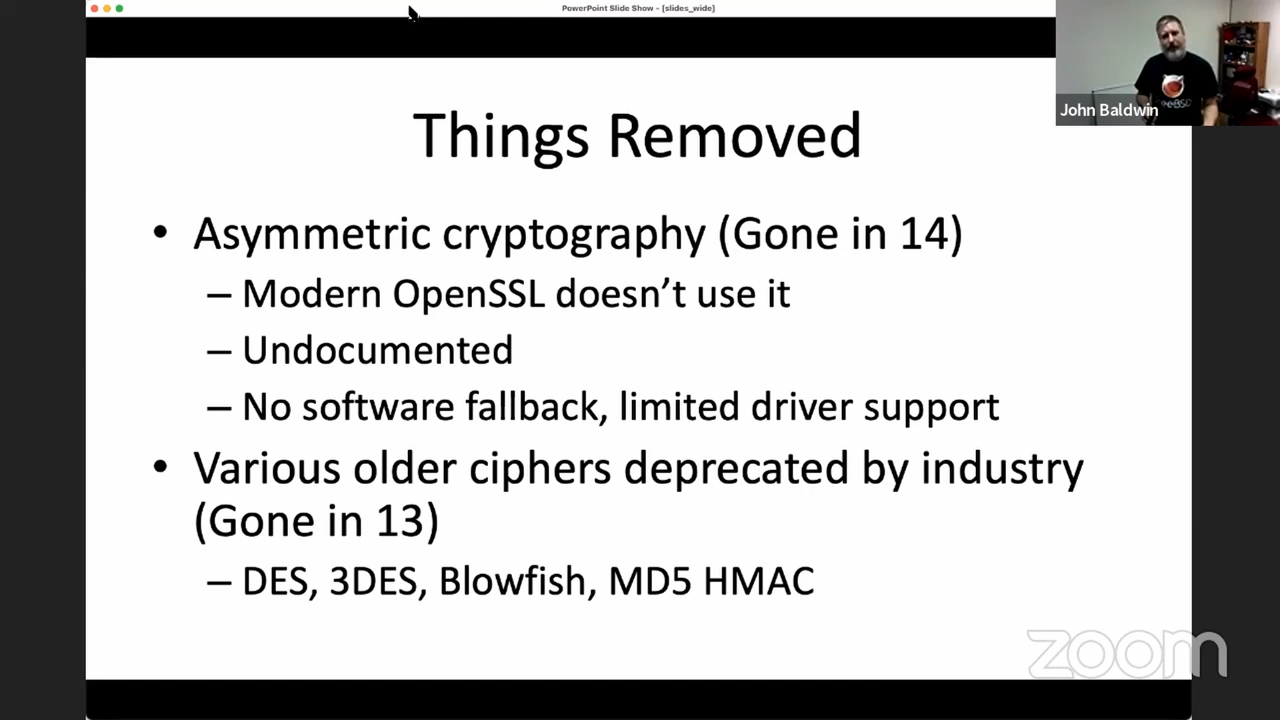 PowerPoint Slide Show - [slides_wide]
John Baldwin
Things Removed
• Asymmetric cryptography (Gone in 14)
– Modern OpenSSL doesn’t use it
– Undocumented
– No software fallback, limited driver support
• Various older ciphers deprecated by industry
(Gone in 13)
– DES, 3DES, Blowfish, MD5 HMAC
zoom